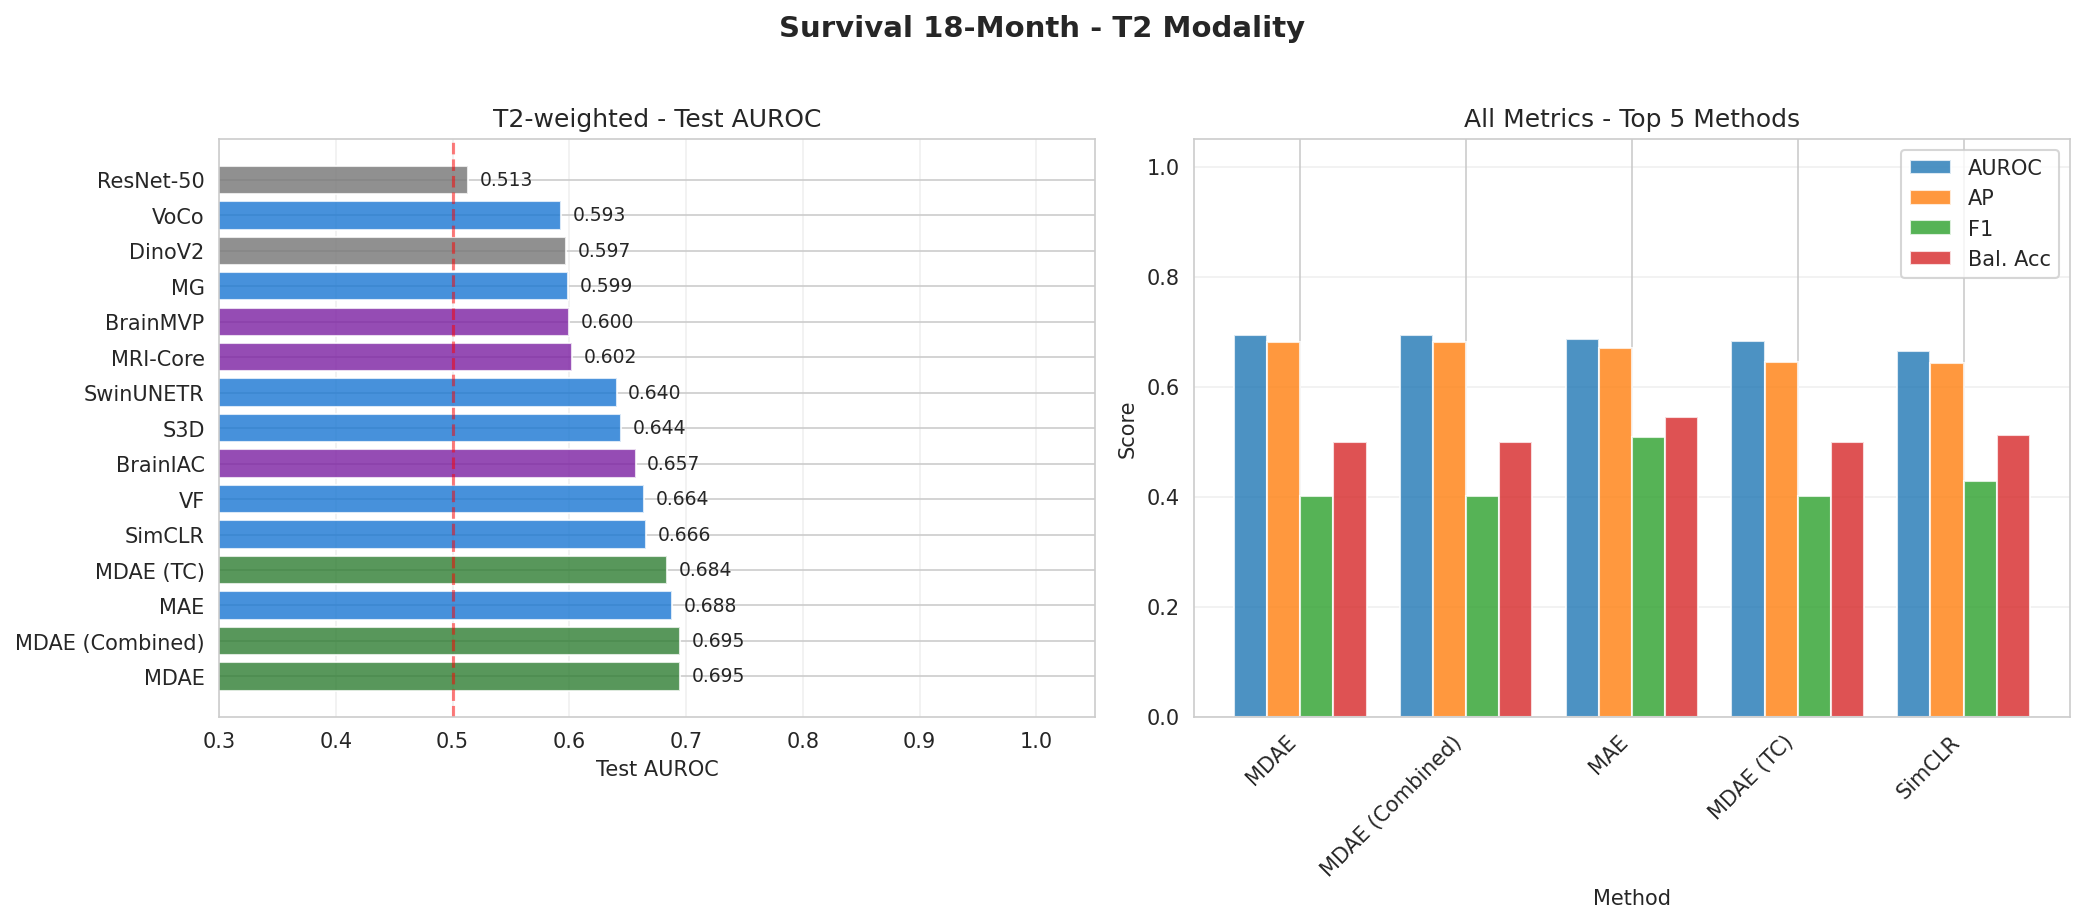 Survival 18-Month - T2 Modality
T2-weighted - Test AUROC
ResNet-50 0.513
VoCo 0.593
DinoV2 0.597
MG 0.599
BrainMVP 0.600
MRI-Core 0.602
SwinUNETR 0.640
S3D 0.644
BrainIAC 0.657
VF 0.664
SimCLR 0.666
MDAE (TC) 0.684
MAE 0.688
MDAE (Combined) 0.695
MDAE 0.695
0.3 0.4 0.5 0.6 0.7 0.8 0.9 1.0
Test AUROC
All Metrics - Top 5 Methods
AUROC
AP
F1
Bal. Acc
1.0
0.8
0.6
0.4
0.2
0.0
Score
MDAE
MDAE (Combined)
MAE
MDAE (TC)
SimCLR
Method